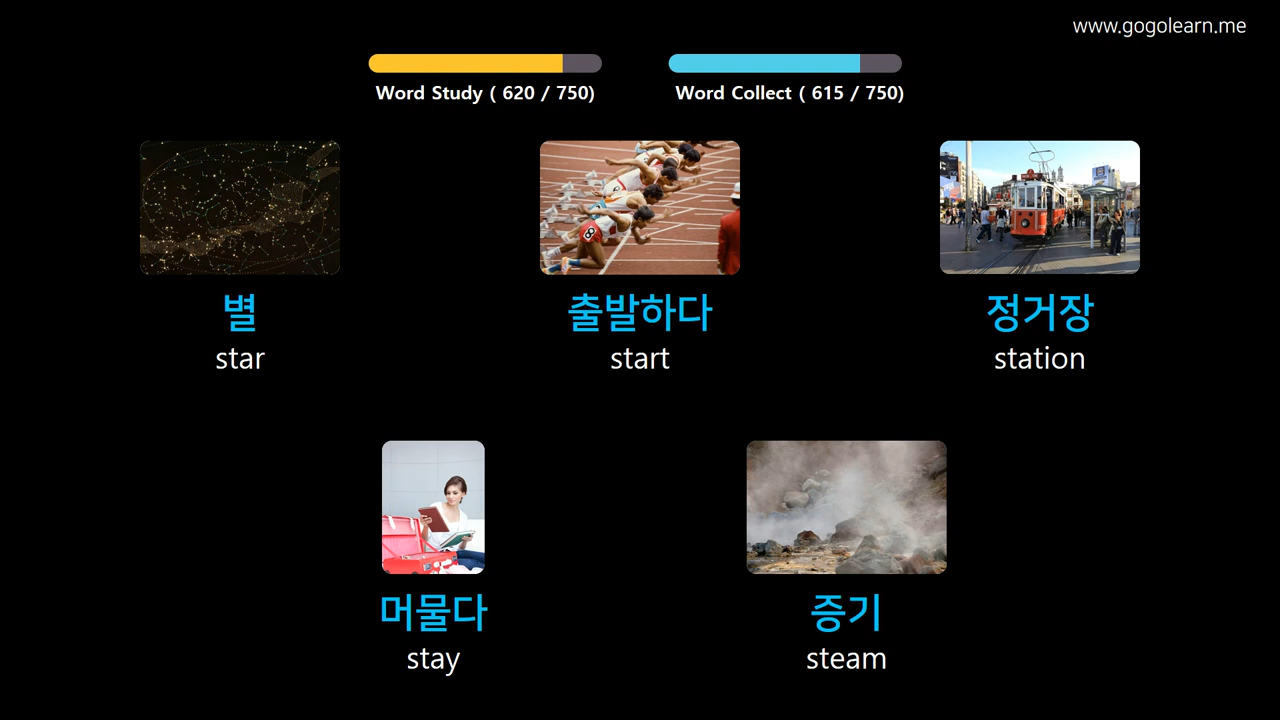 www.gogolearn.me
Word Study ( 620 / 750)
Word Collect ( 615 / 750)
별
star
출발하다
start
정거장
station
8
머물다
stay
증기
steam